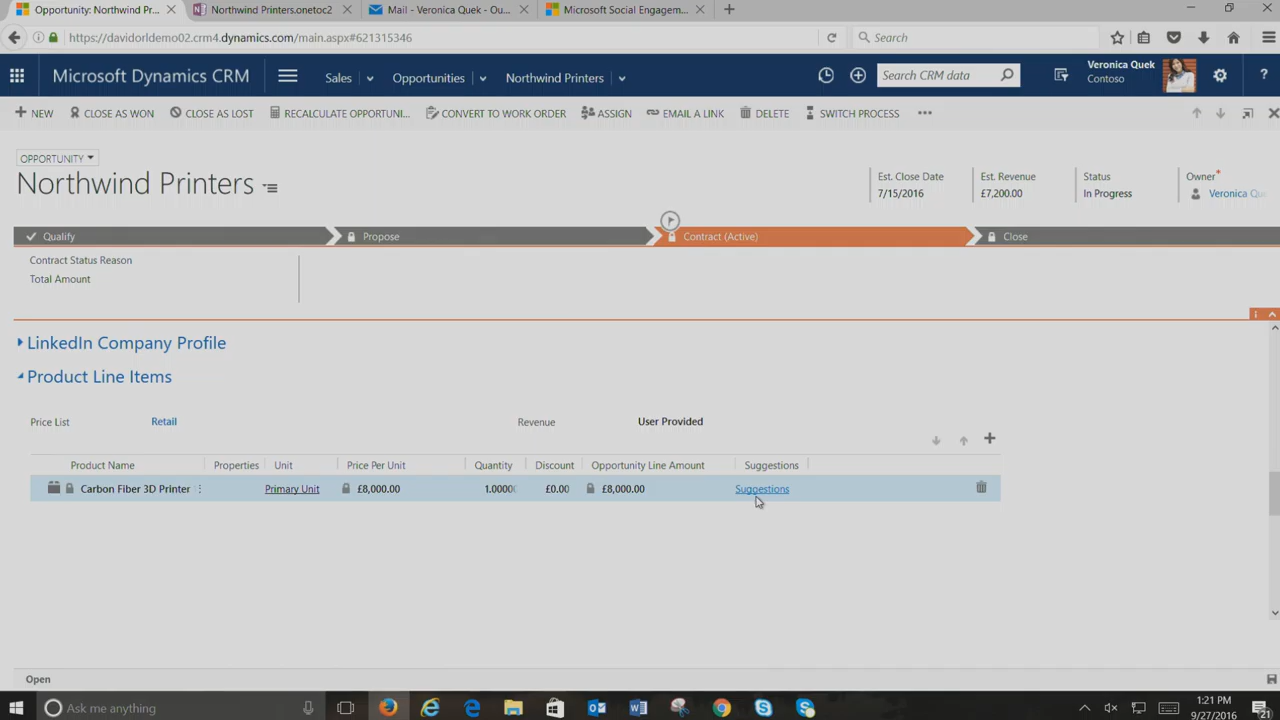 Opportunity: Northwind Pr...
Northwind Printers.onetoc2
Mail - Veronica Quek - Ou...
Microsoft Social Engagem...
https://davidorldemo02.crm4.dynamics.com/main.aspx#621315346
Search
Microsoft Dynamics CRM
Sales
Opportunities
Northwind Printers
Search CRM data
Veronica Quek
Contoso
NEW
CLOSE AS WON
CLOSE AS LOST
RECALCULATE OPPORTUNI...
CONVERT TO WORK ORDER
ASSIGN
EMAIL A LINK
DELETE
SWITCH PROCESS
OPPORTUNITY
Northwind Printers
Est. Close Date
7/15/2016
Est. Revenue
£7,200.00
Status
In Progress
Owner*
Veronica Que
Qualify
Propose
Contract (Active)
Close
Contract Status Reason
Total Amount
LinkedIn Company Profile
Product Line Items
Price List Retail Revenue User Provided
Product Name Properties Unit Price Per Unit Quantity Discount Opportunity Line Amount Suggestions
Carbon Fiber 3D Printer Primary Unit £8,000.00 1.0000 £0.00 £8,000.00 Suggestions
Open
Ask me anything
1:21 PM
9/27/2016
21